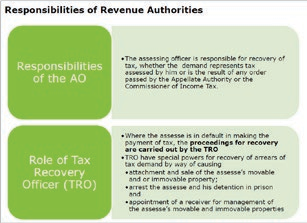 Responsibilities of Revenue Authorities
Responsibilities
of the AO
•The assessing officer is responsible for recovery of
tax, whether the demand represents tax
assessed by him or is the result of any order
passed by the Appellate Authority or the
Commissioner of Income Tax.
Role of Tax
Recovery
Officer (TRO)
•Where the assesse is in default in making the
payment of tax, the proceedings for recovery
are carried out by the TRO
•TRO have special powers for recovery of arrears of
tax demand by way of causing
•attachment and sale of the assesse's movable
and or immovable property;
•arrest the assesse and his detention in prison
and.
•appointment of a receiver for management of
the assesse's movable and immovable properties